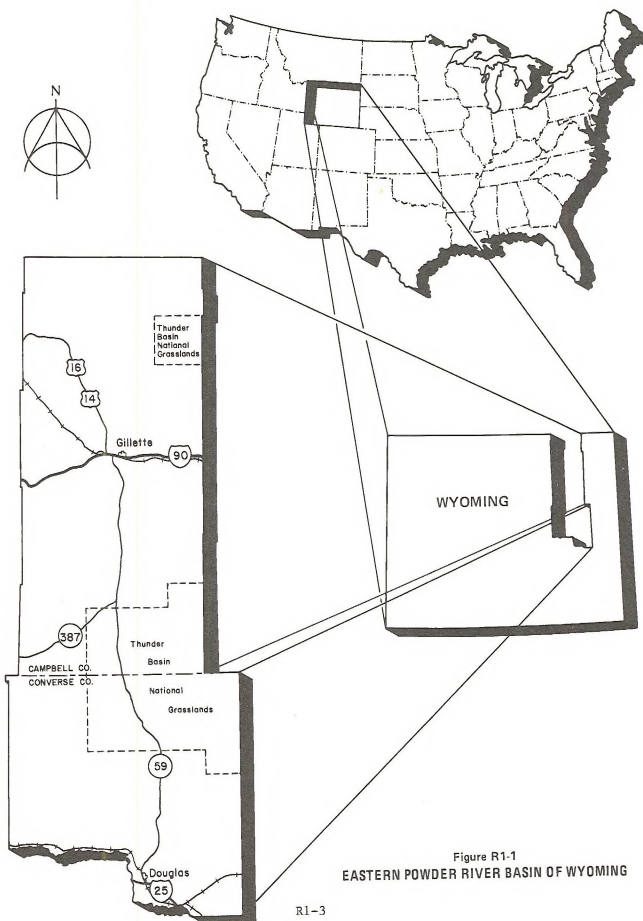 N
Thunder
Basin
National
Grasslands
16
14
Gillette
90
WYOMING
387
Thunder
Basin
CAMPBELL CO.
CONVERSE CO.
National
Grasslands
59
Douglas
25
Figure R1-1
EASTERN POWDER RIVER BASIN OF WYOMING
R1-3